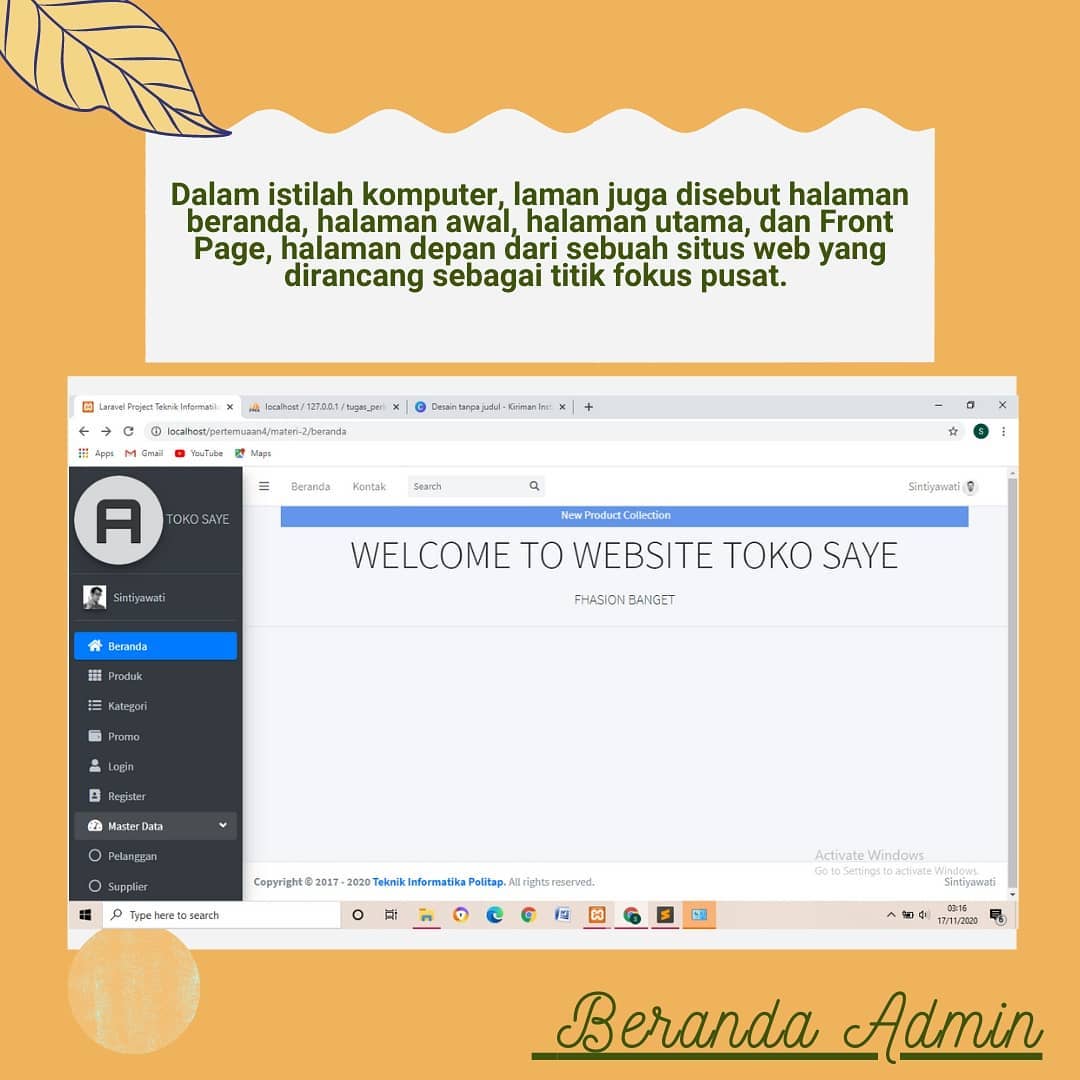 Dalam istilah komputer, laman juga disebut halaman
beranda, halaman awal, halaman utama, dan Front
Page, halaman depan dari sebuah situs web yang
dirancang sebagai titik fokus pusat.
Laravel Project Teknik Informatik
localhost / 127.0.0.1 / tugas_per
Desain tanpa judul - Kiriman Inst
localhost/pertemuaan4/materi-2/beranda
S
Apps Gmail YouTube Maps
TOKO SAYE
Beranda Kontak Search Sintiyawati
New Product Collection
WELCOME TO WEBSITE TOKO SAYE
FHASION BANGET
Sintiyawati
Beranda
Produk
Kategori
Promo
Login
Register
Master Data
Pelanggan
Supplier
Activate Windows
Go to Settings to activate Windows.
Copyright © 2017 - 2020 Teknik Informatika Politap. All rights reserved.
Sintiyawati
Type here to search
03:16
17/11/2020
6
Beranda Admin